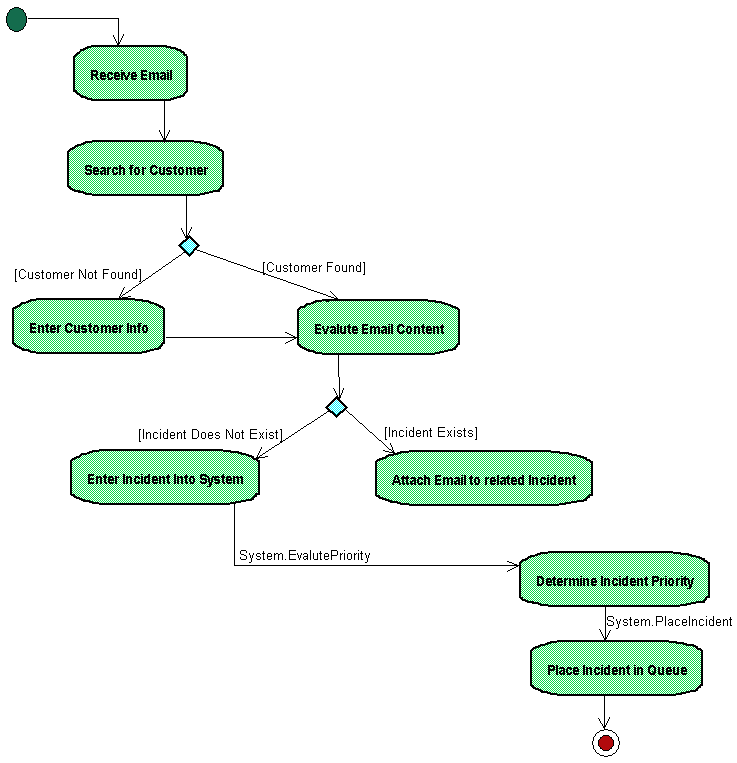 Receive Email
Search for Customer
[Customer Not Found]
[Customer Found]
Enter Customer Info
Evalute Email Content
[Incident Does Not Exist]
[Incident Exists]
Enter Incident Into System
Attach Email to related Incident
System.EvalutePriority
Determine Incident Priority
System.PlaceIncident
Place Incident in Queue